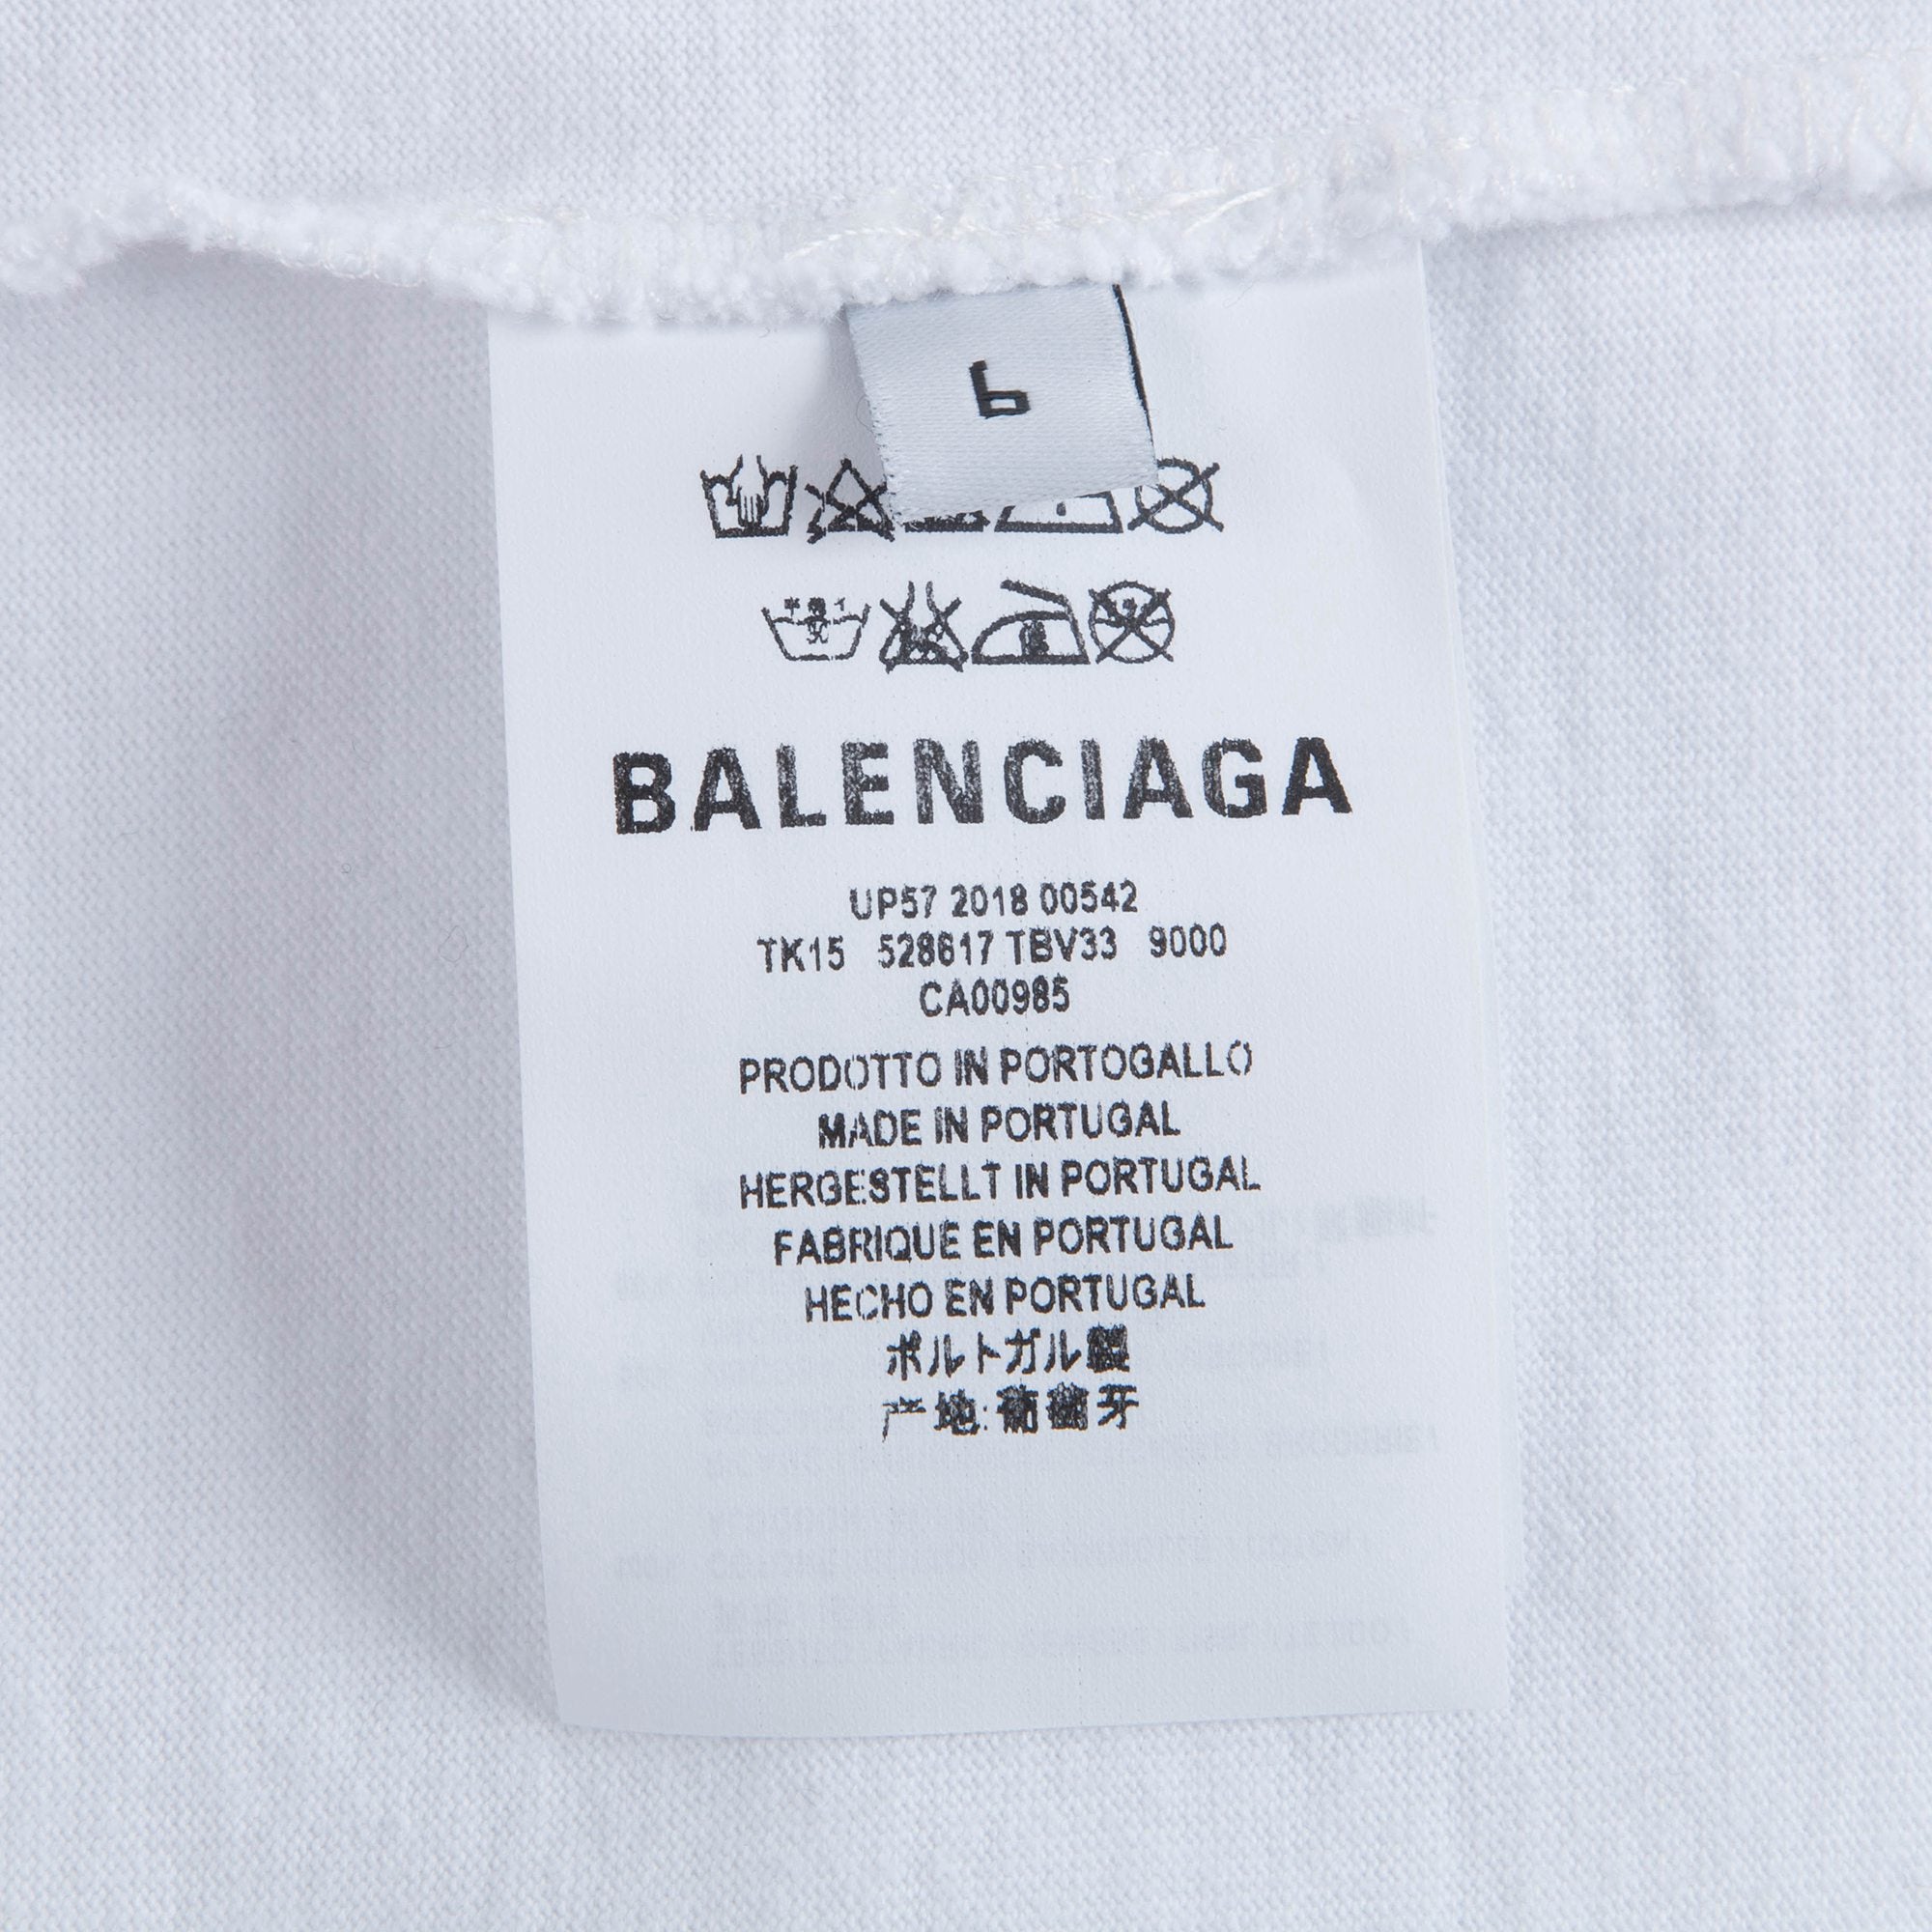 6
BALENCIAGA
UP57 2018 00542
TK15 528617 TBV33 9000
CA00985
PRODOTTO IN PORTOGALLO
MADE IN PORTUGAL
HERGESTELLT IN PORTUGAL
FABRIQUE EN PORTUGAL
HECHO EN PORTUGAL
ポルトガル製
产地:葡萄牙